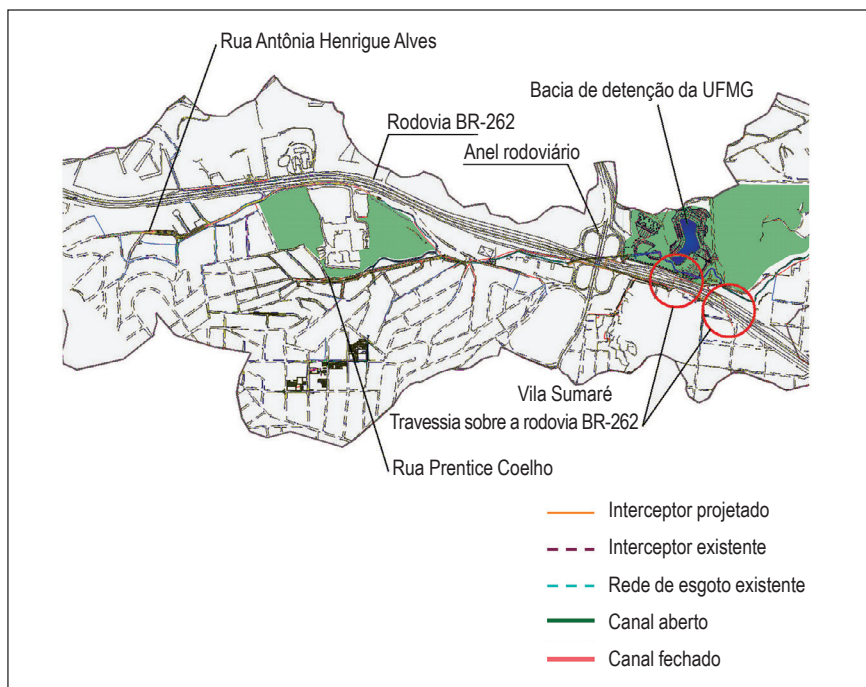 Rua Antônia Henrigue Alves
Bacia de detenção da UFMG
Rodovia BR-262
Anel rodoviário
Vila Sumaré
Travessia sobre a rodovia BR-262
Rua Prentice Coelho
Interceptor projetado
Interceptor existente
Rede de esgoto existente
Canal aberto
Canal fechado